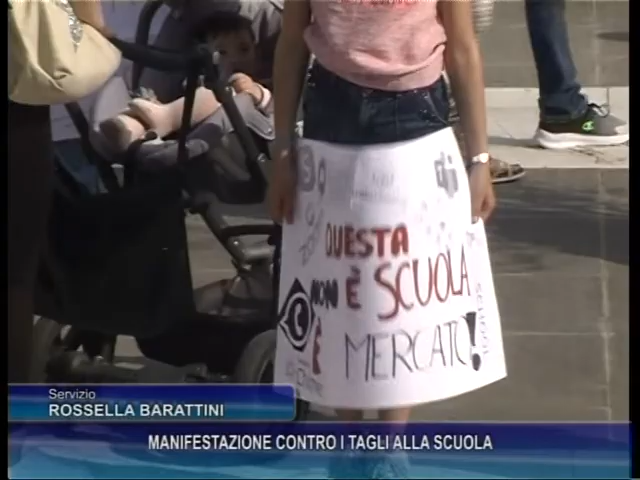 QUESTA
NON È SCUOLA
È MERCATO!
Servizio
ROSSELLA BARATTINI
MANIFESTAZIONE CONTRO I TAGLI ALLA SCUOLA